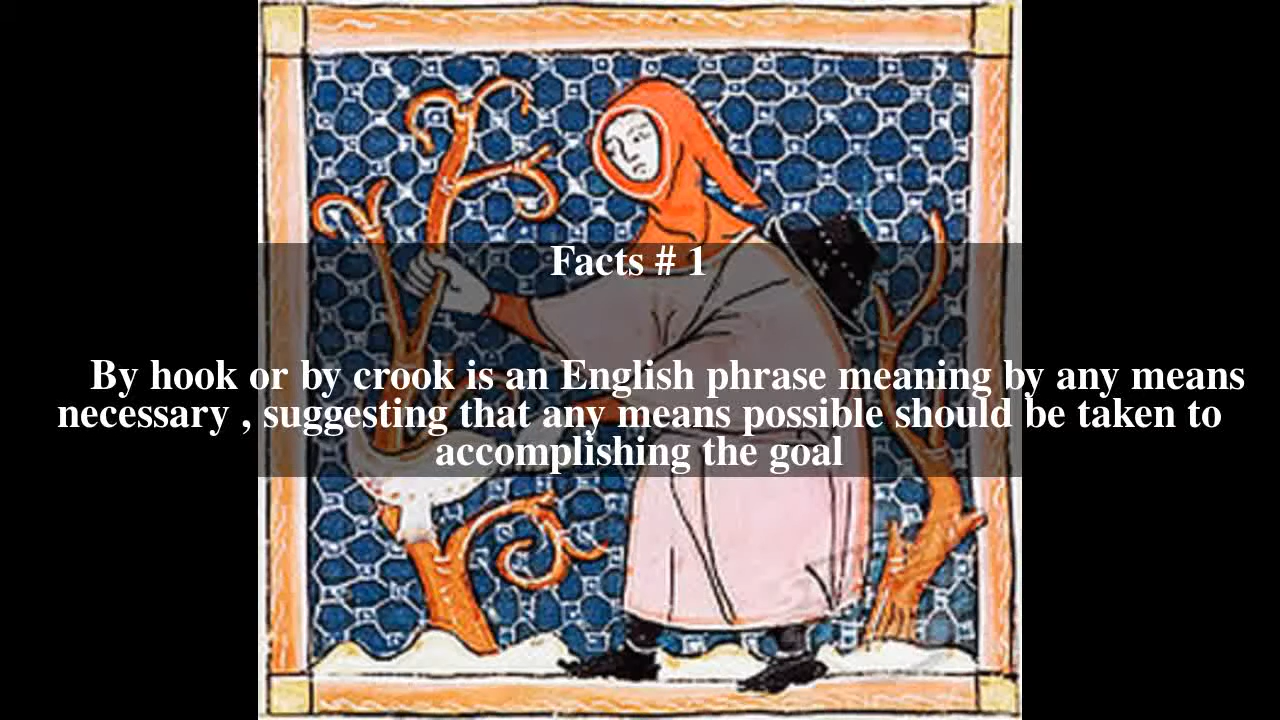 Facts # 1
By hook or by crook is an English phrase meaning by any means
necessary , suggesting that any means possible should be taken to
accomplishing the goal